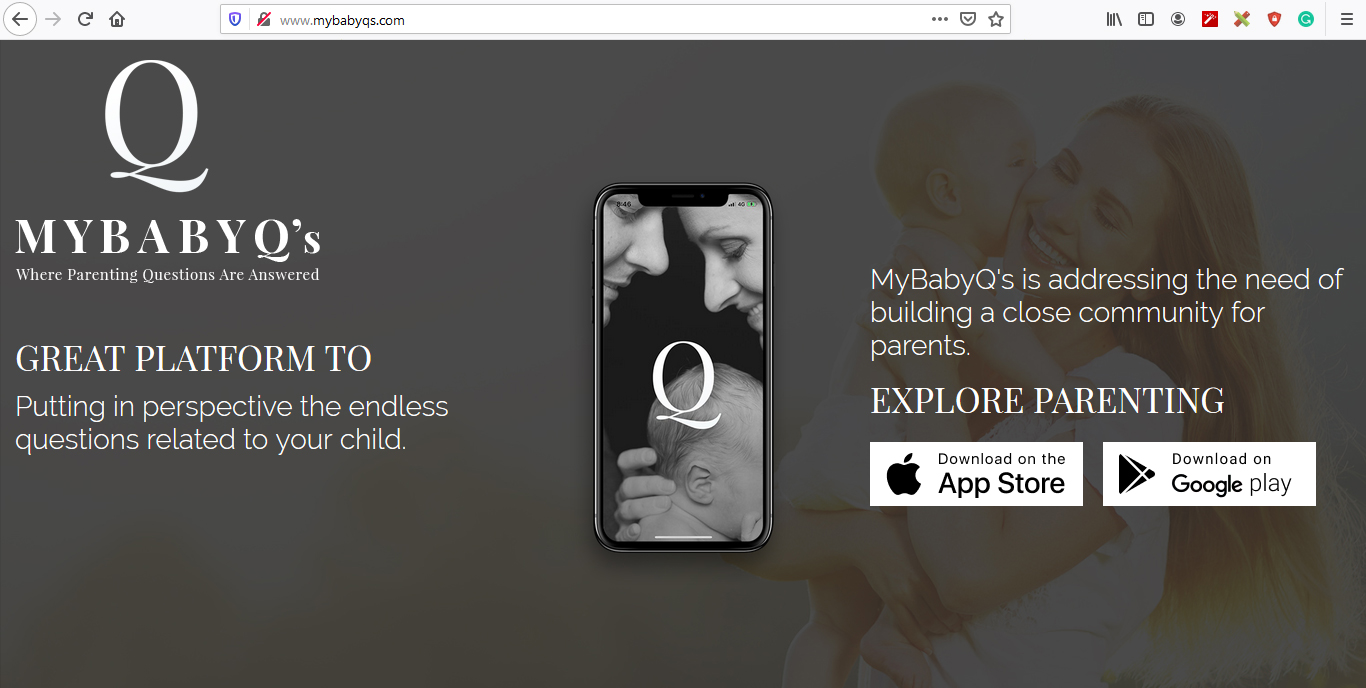 www.mybabyqs.com
Q
MYBABYQ's
Where Parenting Questions Are Answered
GREAT PLATFORM TO
Putting in perspective the endless
questions related to your child.
8:46
4G
Q
MyBabyQ's is addressing the need of
building a close community for
parents.
EXPLORE PARENTING
Download on the
App Store
Download on
Google play